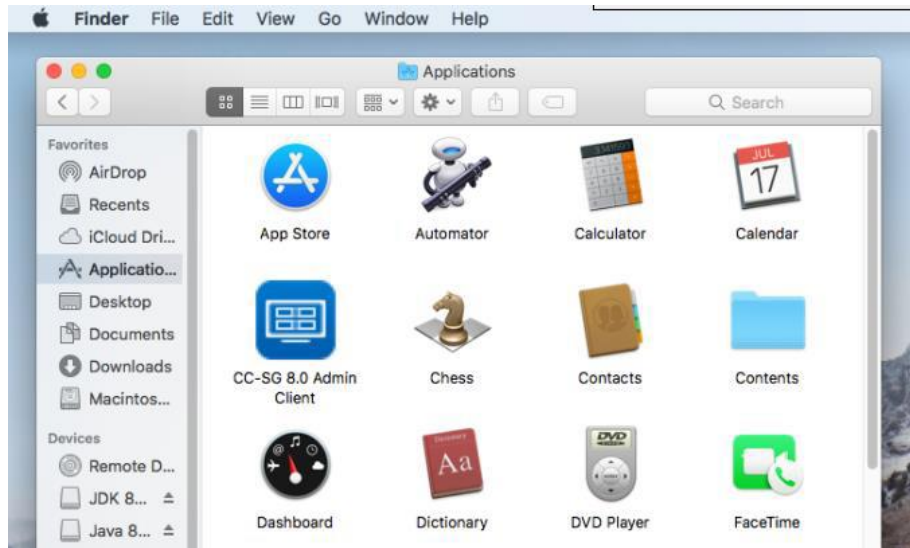 Finder File Edit View Go Window Help
Applications
Search
Favorites
AirDrop
Recents
iCloud Dri...
Applicatio...
Desktop
Documents
Downloads
Macintos...
Devices
Remote D...
JDK 8...
Java 8...
App Store
Automator
Calculator
JUL
17
Calendar
CC-SG 8.0 Admin
Client
Chess
Contacts
Contents
Dashboard
Dictionary
Aa
Dictionary
DVD
DVD Player
FaceTime